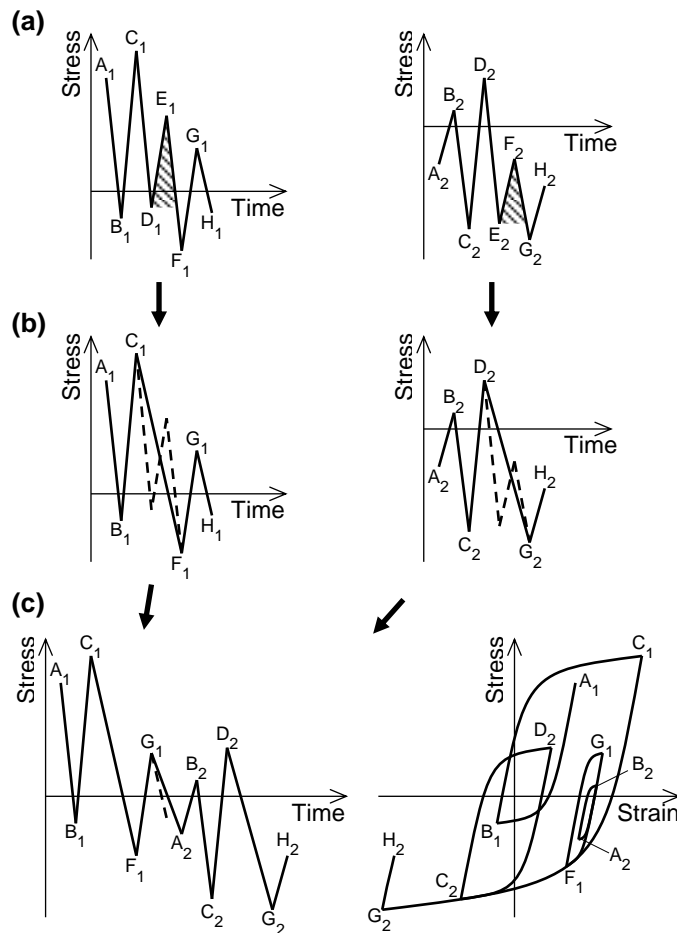 (a)
Stress
A₁
C₁
E₁
G₁
B₁
D₁
F₁
H₁
Time
Stress
D₂
B₂
Time
F₂
H₂
A₂
C₂
E₂
G₂
(b)
Stress
C₁
A₁
G₁
Time
B₁
H₁
F₁
Stress
D₂
B₂
Time
A₂
H₂
C₂
G₂
(c)
Stress
C₁
A₁
G₁
D₂
B₂
Time
B₁
F₁
A₂
H₂
C₂
G₂
Stress
C₁
A₁
D₂
G₁
B₂
Strain
B₁
A₂
H₂
F₁
C₂
G₂